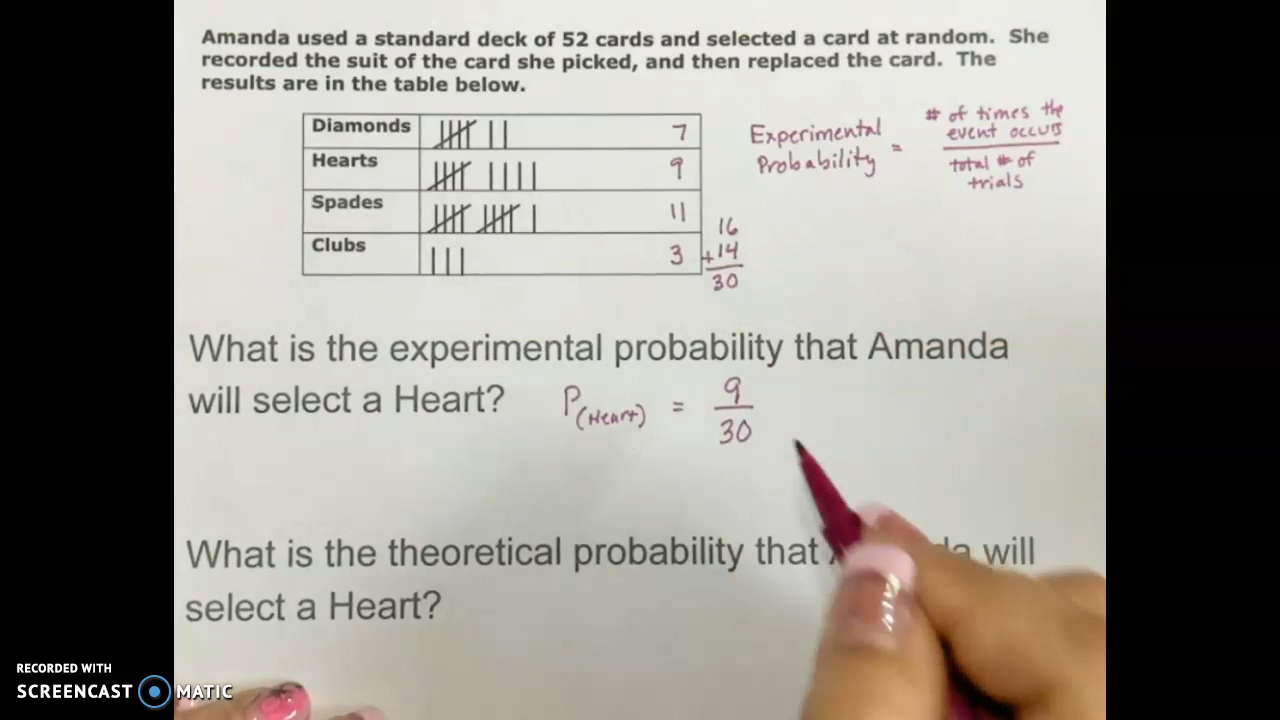 Amanda used a standard deck of 52 cards and selected a card at random. She
recorded the suit of the card she picked, and then replaced the card. The
results are in the table below.
Diamonds 7
Hearts 9
Spades 11
Clubs 3
16
+14
30
Experimental
Probability =
# of times the
event occurs
total # of
trials
What is the experimental probability that Amanda
will select a Heart? P(Heart) = 9/30
What is the theoretical probability that will
select a Heart?
RECORDED WITH
SCREENCAST MATIC